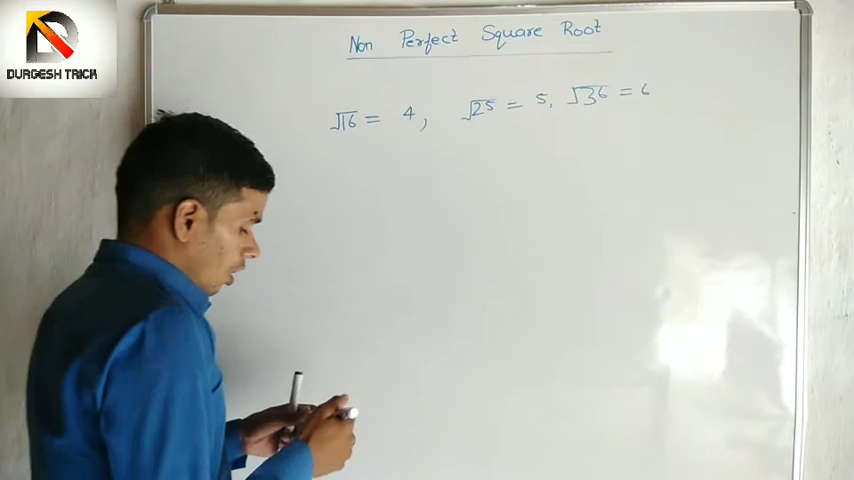 DURGESH TRICK
Non Perfect Square Root
√16 = 4, √25 = 5, √36 = 6